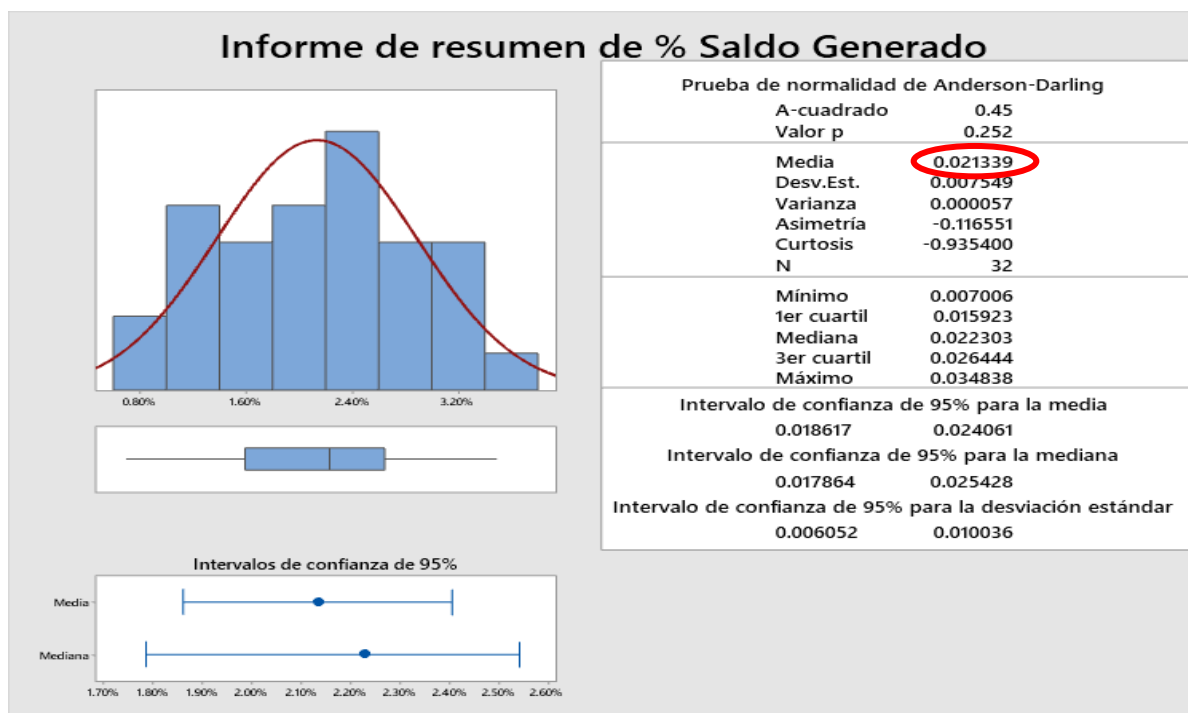 Informe de resumen de % Saldo Generado
Prueba de normalidad de Anderson-Darling
A-cuadrado 0.45
Valor p 0.252
Media 0.021339
Desv.Est. 0.007549
Varianza 0.000057
Asimetría -0.116551
Curtosis -0.935400
N 32
Mínimo 0.007006
1er cuartil 0.015923
Mediana 0.022303
3er cuartil 0.026444
Máximo 0.034838
Intervalo de confianza de 95% para la media
0.018617 0.024061
Intervalo de confianza de 95% para la mediana
0.017864 0.025428
Intervalo de confianza de 95% para la desviación estándar
0.006052 0.010036
0.80% 1.60% 2.40% 3.20%
Intervalos de confianza de 95%
Media
Mediana
1.70% 1.80% 1.90% 2.00% 2.10% 2.20% 2.30% 2.40% 2.50% 2.60%